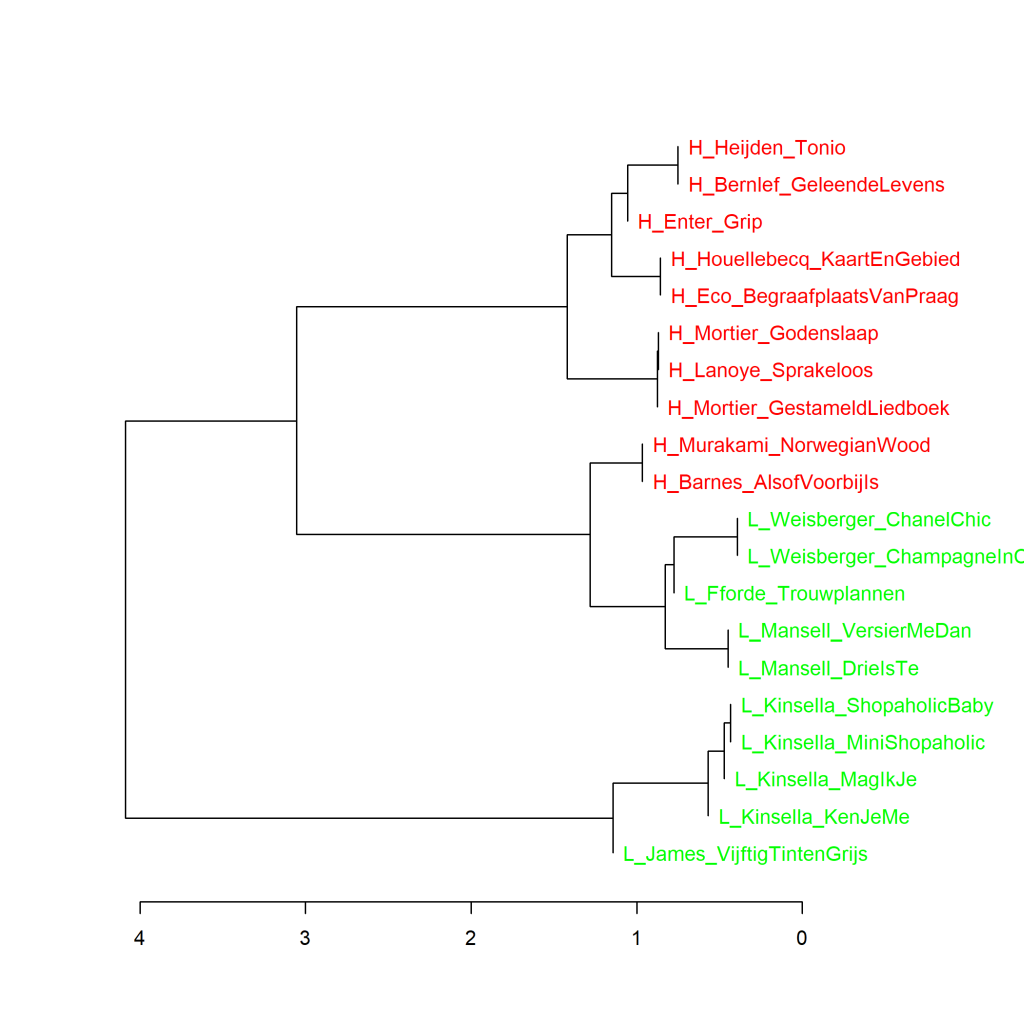 H_Heijden_Tonio
H_Bernlef_GeleendeLevens
H_Enter_Grip
H_Houellebecq_KaartEnGebied
H_Eco_BegraafplaatsVanPraag
H_Mortier_Godenslaap
H_Lanoye_Sprakeloos
H_Mortier_GestameldLiedboek
H_Murakami_NorwegianWood
H_Barnes_AlsofVoorbijIs
L_Weisberger_ChanelChic
L_Weisberger_ChampagneInC
L_Fforde_Trouwplannen
L_Mansell_VersierMeDan
L_Mansell_DrieIsTe
L_Kinsella_ShopaholicBaby
L_Kinsella_MiniShopaholic
L_Kinsella_MagIkJe
L_Kinsella_KenJeMe
L_James_VijftigTintenGrijs
4 3 2 1 0